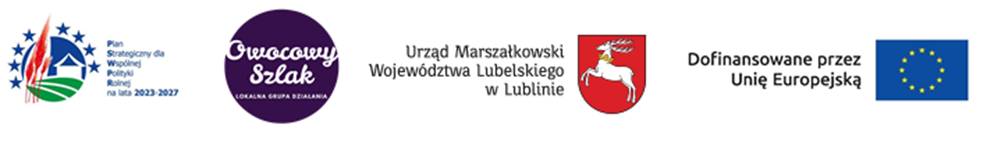 Plan
Strategiczny dla
Wspólnej
Polityki
Rolnej
na lata 2023-2027
Owocowy
Szlak
LOKALNA GRUPA DZIAŁANIA
Urząd Marszałkowski
Województwa Lubelskiego
w Lublinie
Dofinansowane przez
Unię Europejską